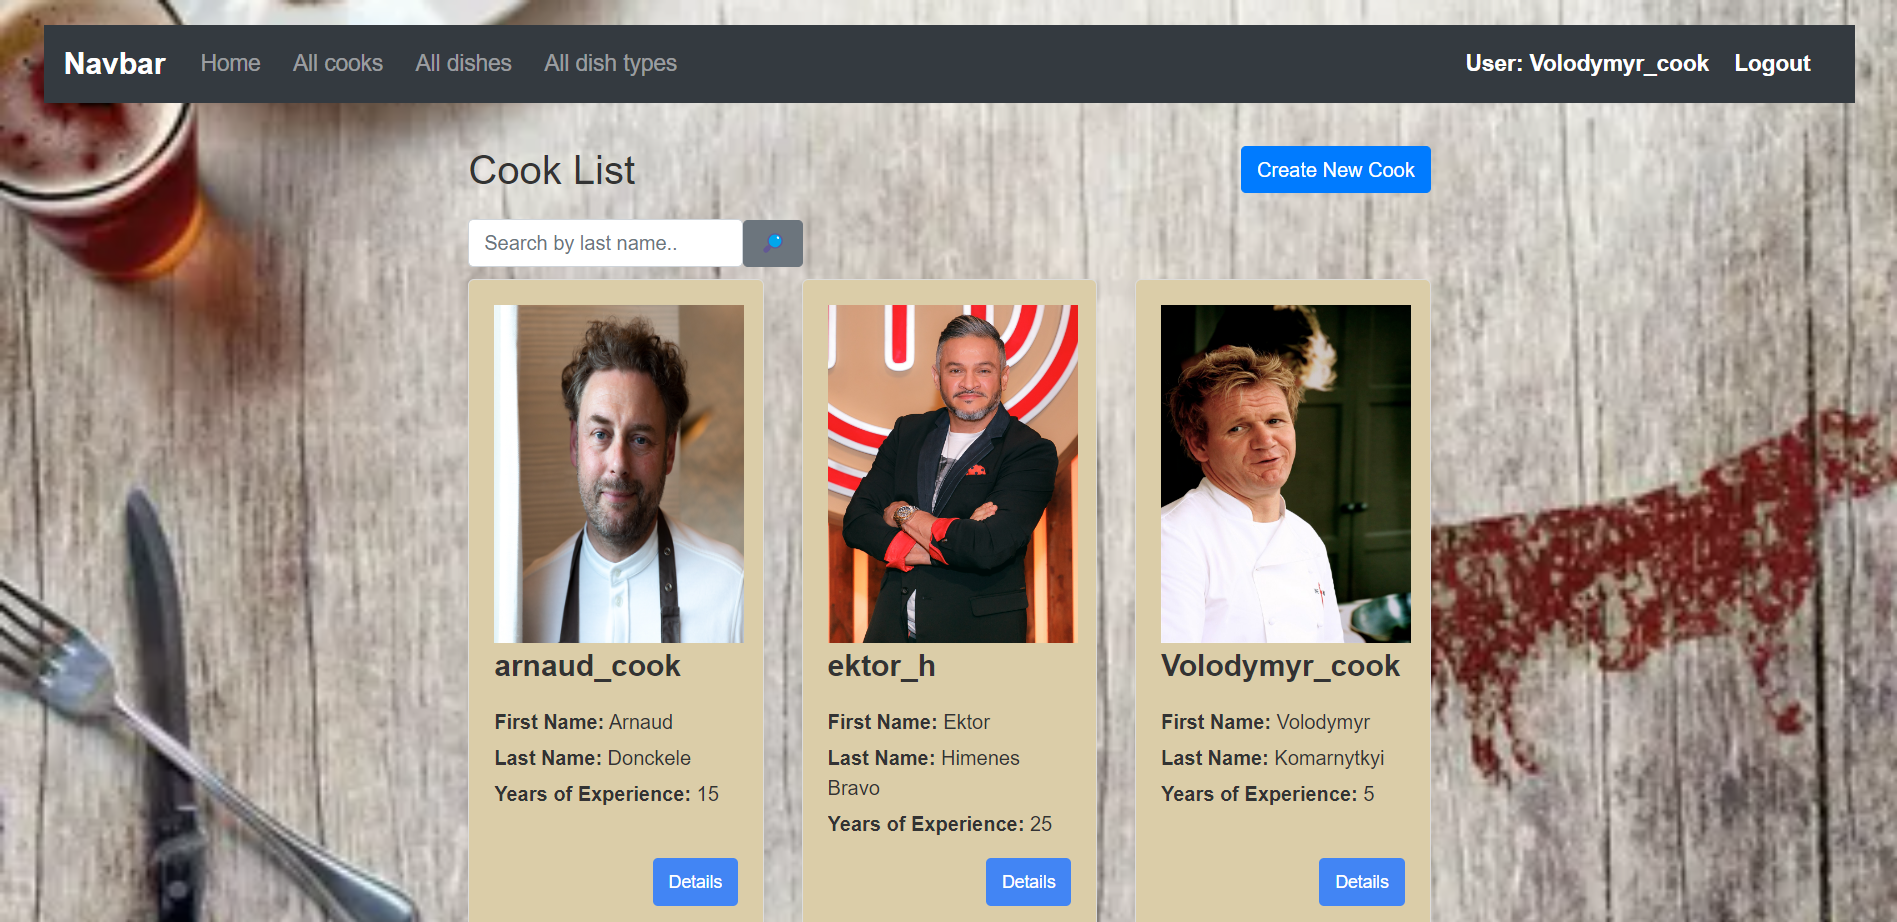 Navbar Home All cooks All dishes All dish types User: Volodymyr_cook Logout
Cook List
Create New Cook
Search by last name..
arnaud_cook
First Name: Arnaud
Last Name: Donckele
Years of Experience: 15
Details
ektor_h
First Name: Ektor
Last Name: Himenes
Bravo
Years of Experience: 25
Details
Volodymyr_cook
First Name: Volodymyr
Last Name: Komarnytkyi
Years of Experience: 5
Details